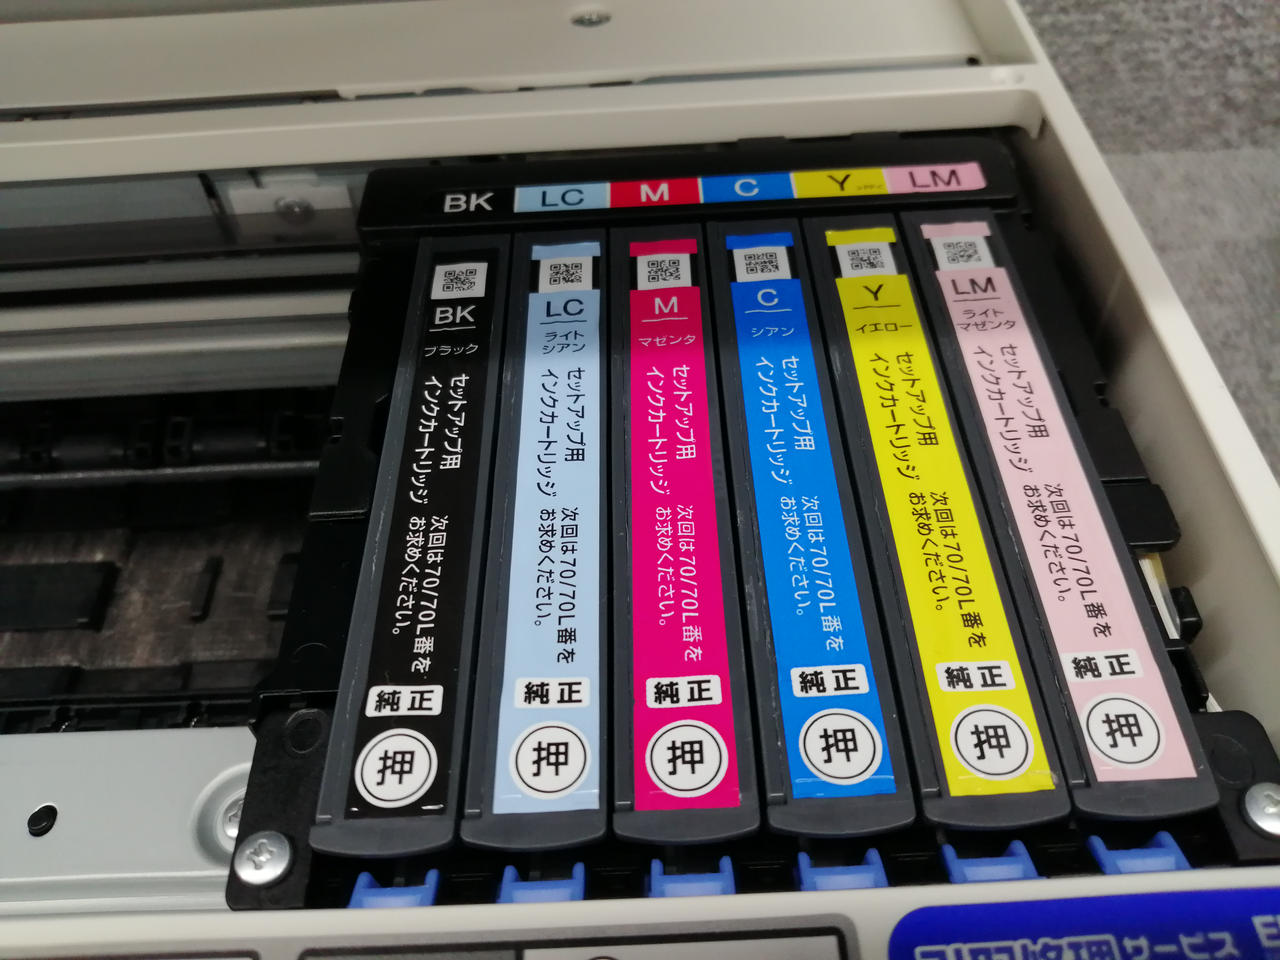 BK LC M C Y LM
BK
ブラック
セットアップ用
インクカートリッジ
次回は70/70L番を
お求めください。
純正
押
LC
ライト
シアン
セットアップ用
インクカートリッジ
次回は70/70L番を
お求めください。
純正
押
M
マゼンタ
セットアップ用
インクカートリッジ
次回は70/70L番を
お求めください。
純正
押
C
シアン
セットアップ用
インクカートリッジ
次回は70/70L番を
お求めください。
純正
押
Y
イエロー
セットアップ用
インクカートリッジ
次回は70/70L番を
お求めください。
純正
押
LM
ライト
マゼンタ
セットアップ用
インクカートリッジ
次回は70/70L番を
お求めください。
純正
押
サービス